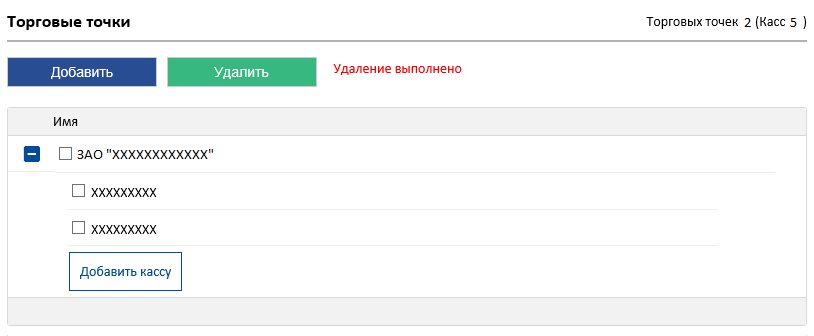 Торговые точки
Торговых точек 2 (Касс 5 )
Добавить
Удалить
Удаление выполнено
Имя
ЗАО "XXXXXXXXXXXX"
XXXXXXXXX
XXXXXXXXX
Добавить кассу